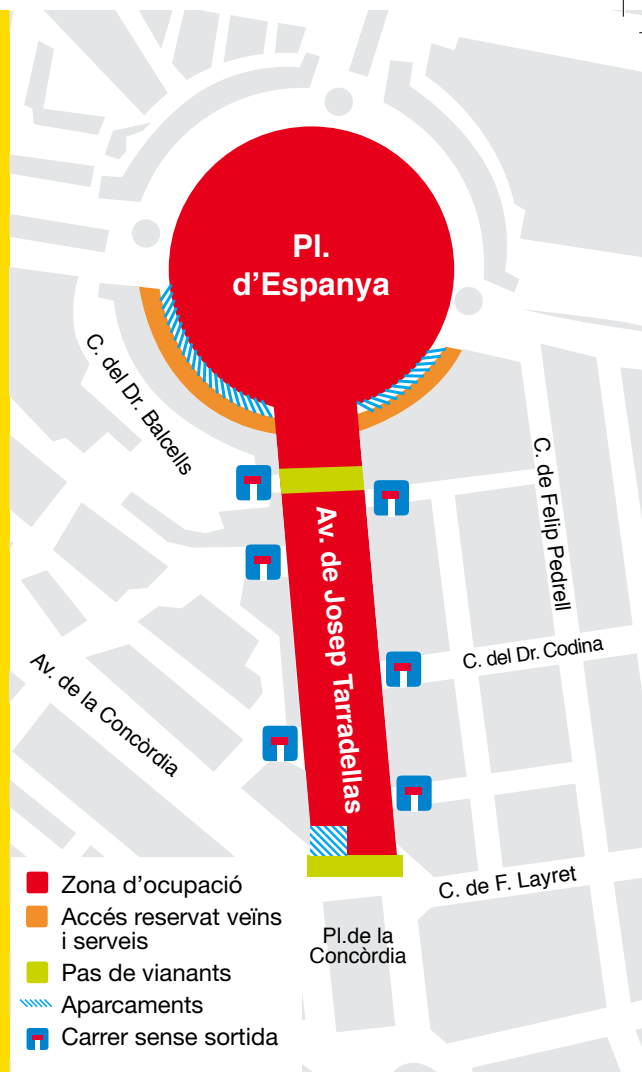 Pl.
d'Espanya
C. del Dr. Balcells
C. de Felip Pedrell
Av. de Josep Tarradellas
C. del Dr. Codina
Av. de la Concòrdia
C. de F. Layret
Pl.de la
Concòrdia
Zona d'ocupació
Accés reservat veïns
i serveis
Pas de vianants
Aparcaments
Carrer sense sortida